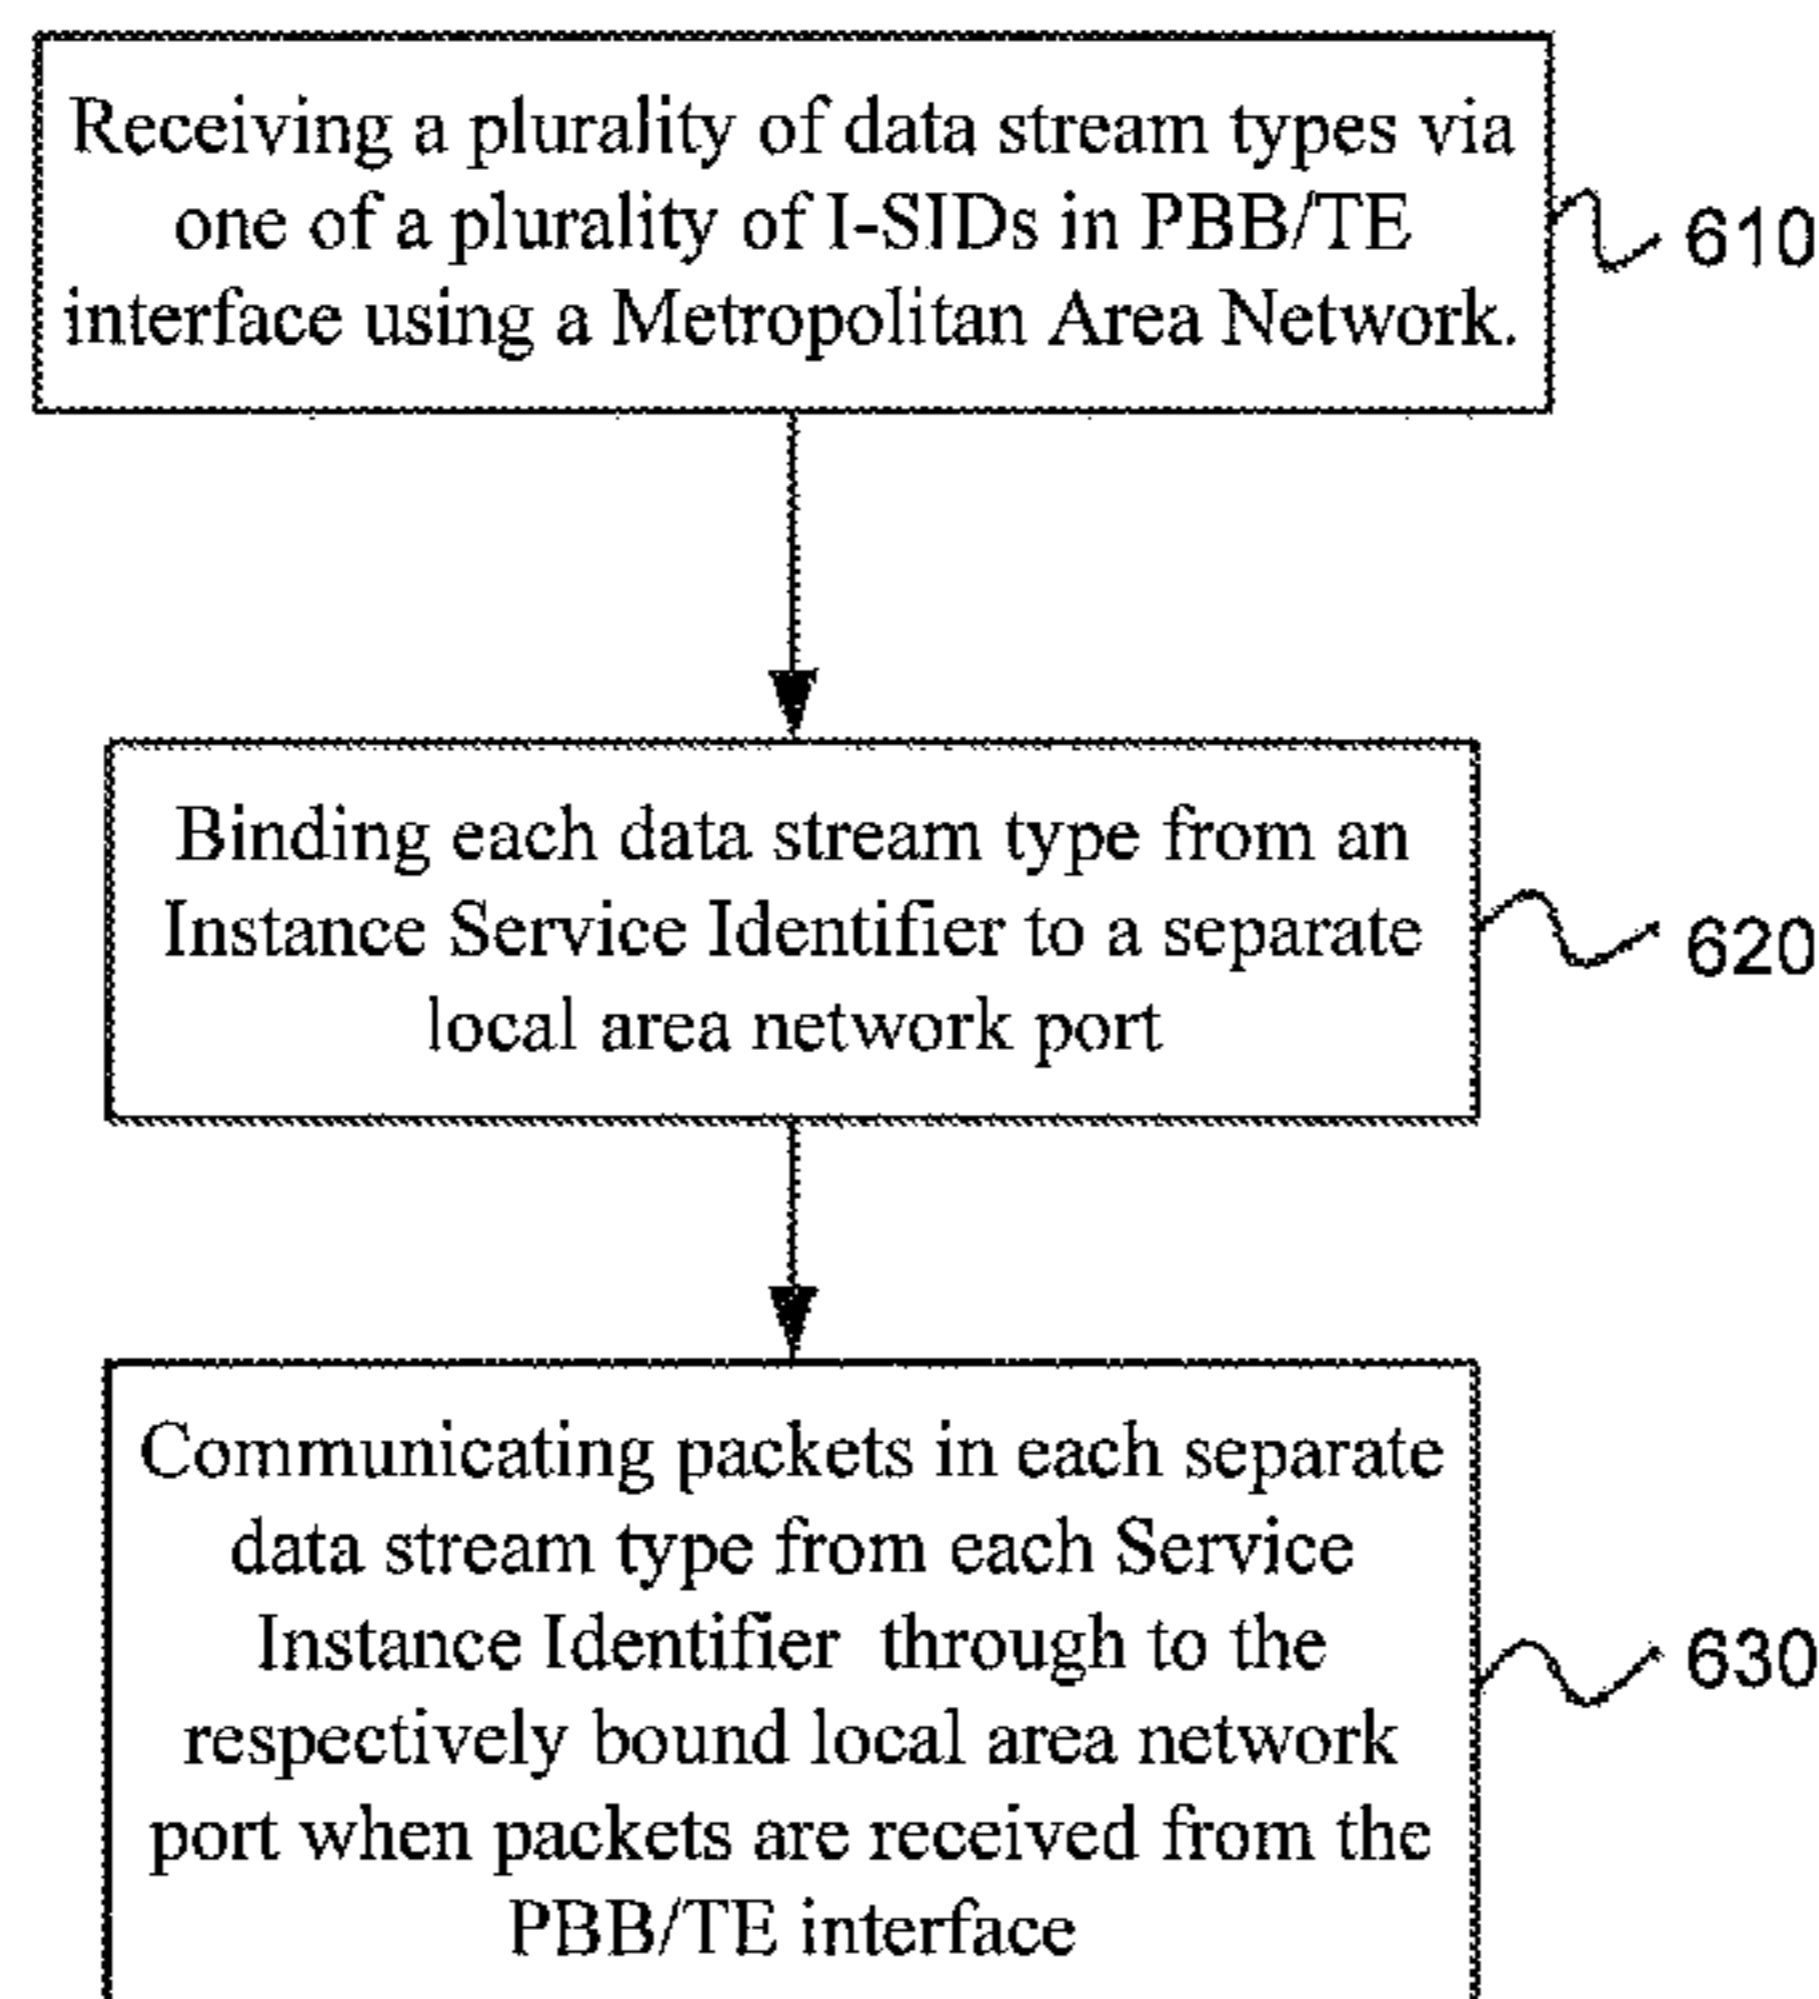 Receiving a plurality of data stream types via
one of a plurality of I-SIDs in PBB/TE
interface using a Metropolitan Area Network.
610
Binding each data stream type from an
Instance Service Identifier to a separate
local area network port
620
Communicating packets in each separate
data stream type from each Service
Instance Identifier through to the
respectively bound local area network
port when packets are received from the
PBB/TE interface
630